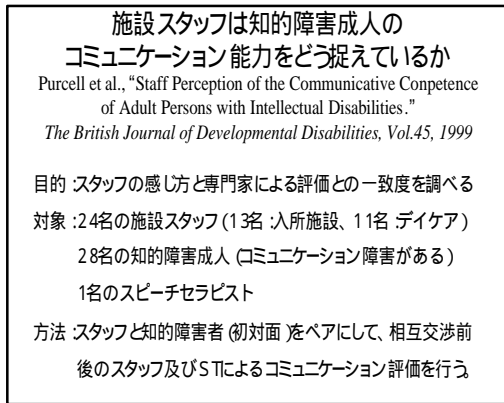 施設スタッフは知的障害成人の
コミュニケーション能力をどう捉えているか
Purcell et al., “Staff Perception of the Communicative Conpetence
of Adult Persons with Intellectual Disabilities.”
The British Journal of Developmental Disabilities, Vol.45, 1999
目的:スタッフの感じ方と専門家による評価との一致度を調べる
対象:24名の施設スタッフ(13名:入所施設、11名:デイケア)
28名の知的障害成人(コミュニケーション障害がある)
1名のスピーチセラピスト
方法:スタッフと知的障害者(初対面)をペアにして、相互交渉前
後のスタッフ及びSTによるコミュニケーション評価を行う。